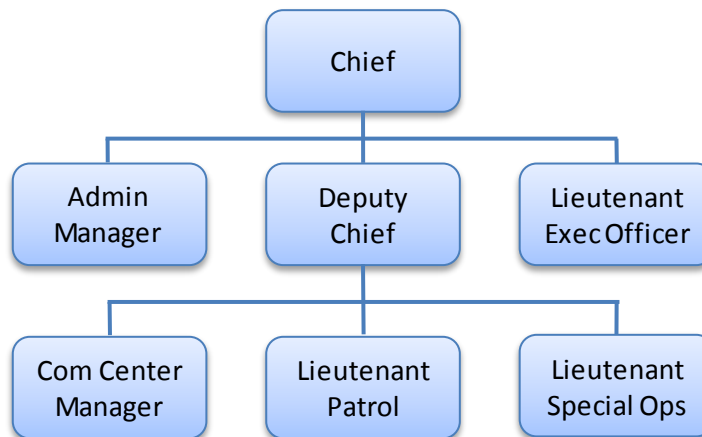 Chief
Admin
Manager
Deputy
Chief
Lieutenant
Exec Officer
Com Center
Manager
Lieutenant
Patrol
Lieutenant
Special Ops